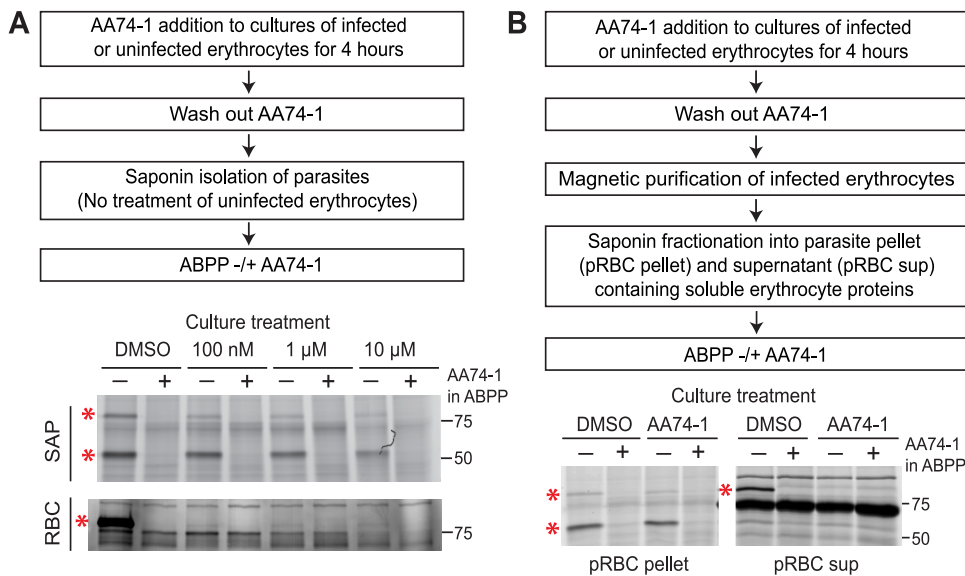 A
AA74-1 addition to cultures of infected
or uninfected erythrocytes for 4 hours
Wash out AA74-1
Saponin isolation of parasites
(No treatment of uninfected erythrocytes)
ABPP -/+ AA74-1
Culture treatment
DMSO 100 nM 1 µM 10 µM
– + – + – + – + AA74-1
in ABPP
SAP
* 75
* 50
RBC
* 75
B
AA74-1 addition to cultures of infected
or uninfected erythrocytes for 4 hours
Wash out AA74-1
Magnetic purification of infected erythrocytes
Saponin fractionation into parasite pellet
(pRBC pellet) and supernatant (pRBC sup)
containing soluble erythrocyte proteins
ABPP -/+ AA74-1
Culture treatment
DMSO AA74-1 DMSO AA74-1
– + – + – + – + AA74-1
in ABPP
* * 75
* 50
pRBC pellet pRBC sup